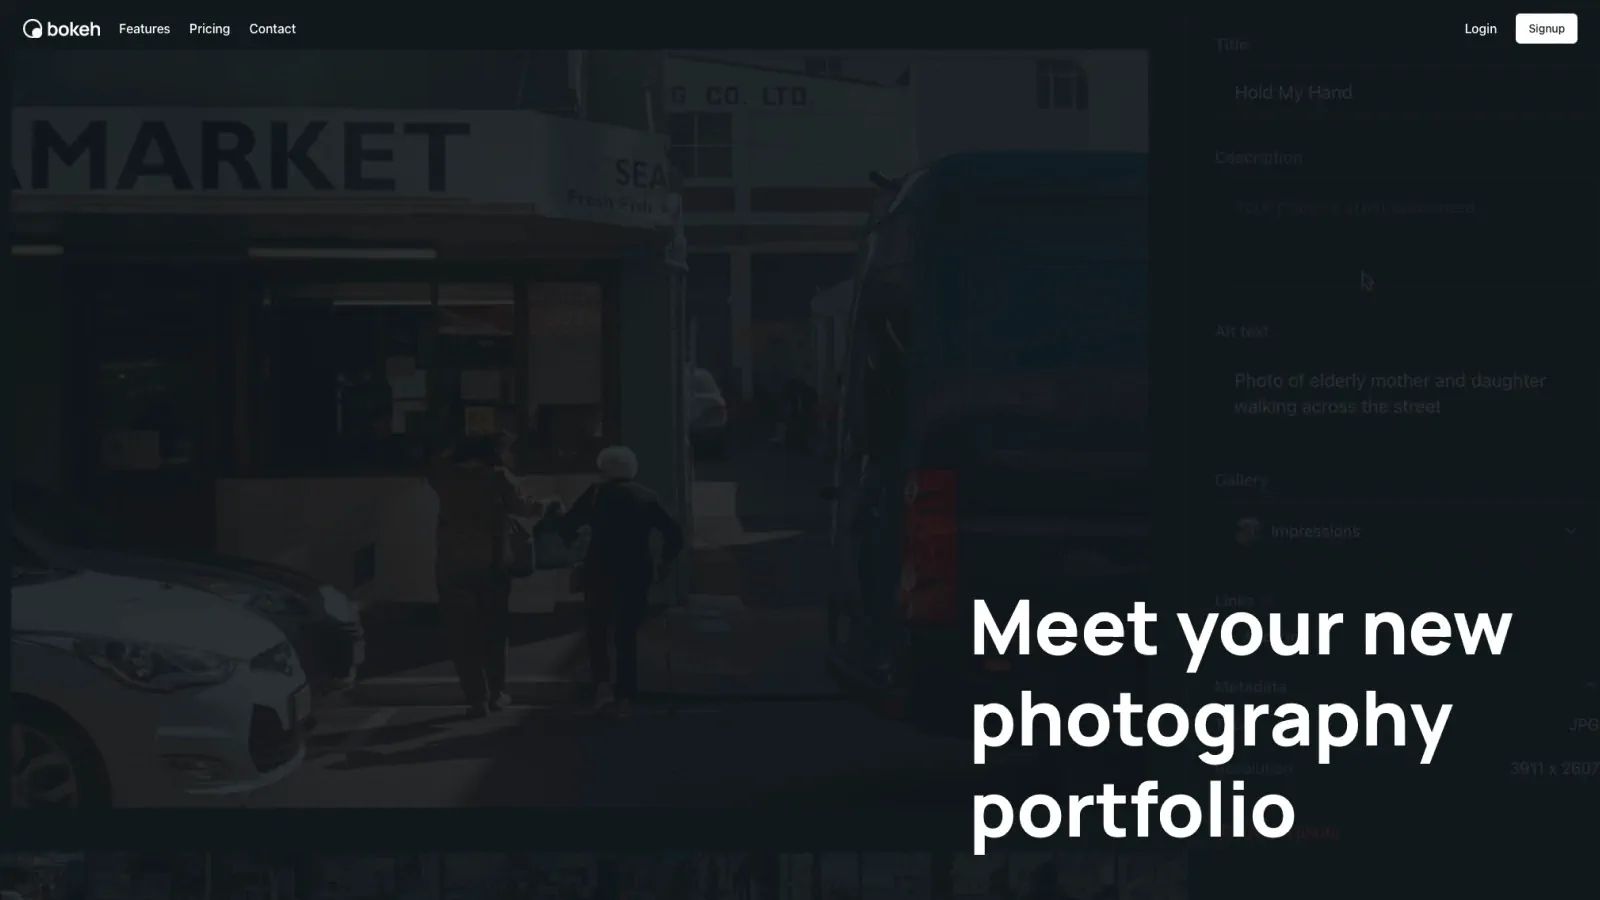 bokeh
Features
Pricing
Contact
Login
Signup
MARKET
SEA
Fresh Fish
G CO. LTD.
Title
Hold My Hand
Description
Alt text
Photo of elderly mother and daughter
walking across the street
Gallery
Impressions
Links
Meet your new
photography
portfolio
Metadata
JPG
Resolution
3911 x 2607